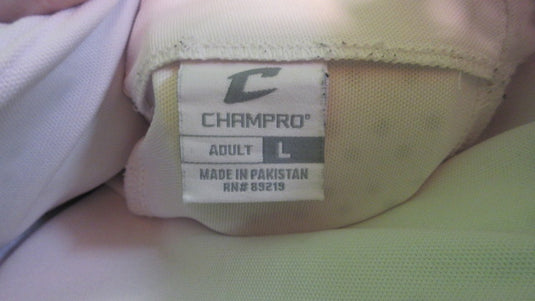 C
CHAMPRO®
ADULT L
MADE IN PAKISTAN
RN# 89219